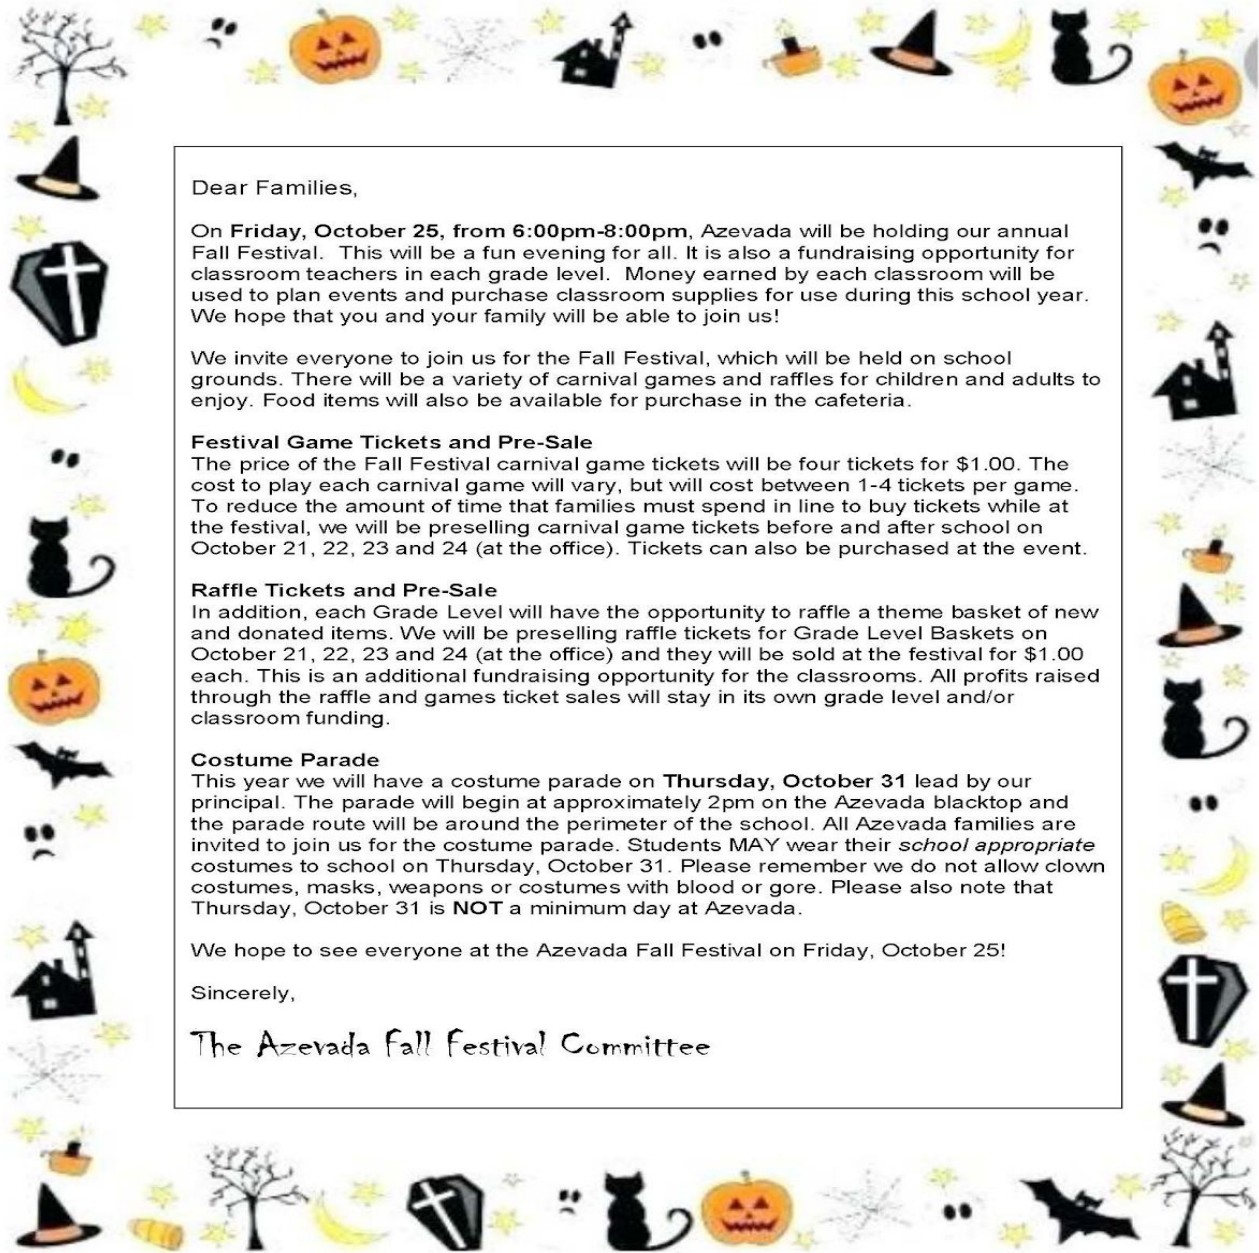 Dear Families,
On Friday, October 25, from 6:00pm-8:00pm, Azevada will be holding our annual
Fall Festival.  This will be a fun evening for all. It is also a fundraising opportunity for
classroom teachers in each grade level.  Money earned by each classroom will be
used to plan events and purchase classroom supplies for use during this school year.
We hope that you and your family will be able to join us!
We invite everyone to join us for the Fall Festival, which will be held on school
grounds. There will be a variety of carnival games and raffles for children and adults to
enjoy. Food items will also be available for purchase in the cafeteria.
Festival Game Tickets and Pre-Sale
The price of the Fall Festival carnival game tickets will be four tickets for $1.00. The
cost to play each carnival game will vary, but will cost between 1-4 tickets per game.
To reduce the amount of time that families must spend in line to buy tickets while at
the festival, we will be preselling carnival game tickets before and after school on
October 21, 22, 23 and 24 (at the office). Tickets can also be purchased at the event.
Raffle Tickets and Pre-Sale
In addition, each Grade Level will have the opportunity to raffle a theme basket of new
and donated items. We will be preselling raffle tickets for Grade Level Baskets on
October 21, 22, 23 and 24 (at the office) and they will be sold at the festival for $1.00
each. This is an additional fundraising opportunity for the classrooms. All profits raised
through the raffle and games ticket sales will stay in its own grade level and/or
classroom funding.
Costume Parade
This year we will have a costume parade on Thursday, October 31 lead by our
principal. The parade will begin at approximately 2pm on the Azevada blacktop and
the parade route will be around the perimeter of the school. All Azevada families are
invited to join us for the costume parade. Students MAY wear their school appropriate
costumes to school on Thursday, October 31. Please remember we do not allow clown
costumes, masks, weapons or costumes with blood or gore. Please also note that
Thursday, October 31 is NOT a minimum day at Azevada.
We hope to see everyone at the Azevada Fall Festival on Friday, October 25!
Sincerely,
The Azevada Fall Festival Committee